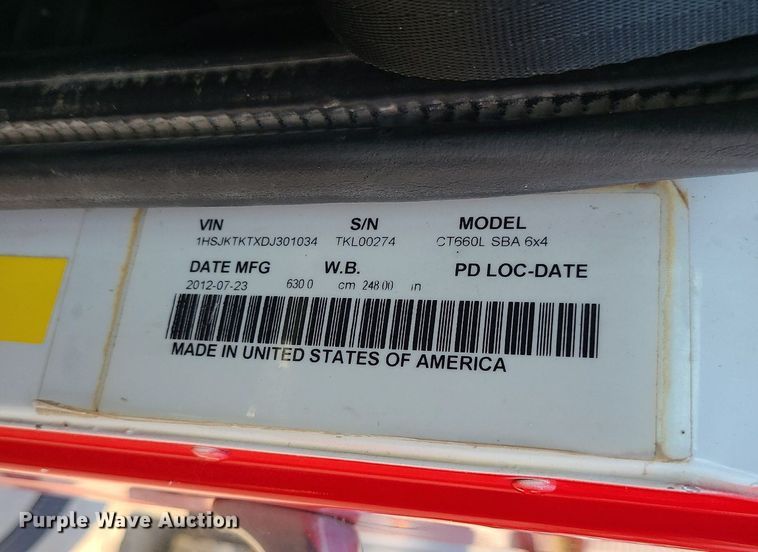 VIN S/N MODEL
1HSJKTKTXDJ301034 TKL00274 CT660L SBA 6x4
DATE MFG W.B. PD LOC-DATE
2012-07-23 630.0 cm 248.00 in
MADE IN UNITED STATES OF AMERICA
Purple Wave Auction